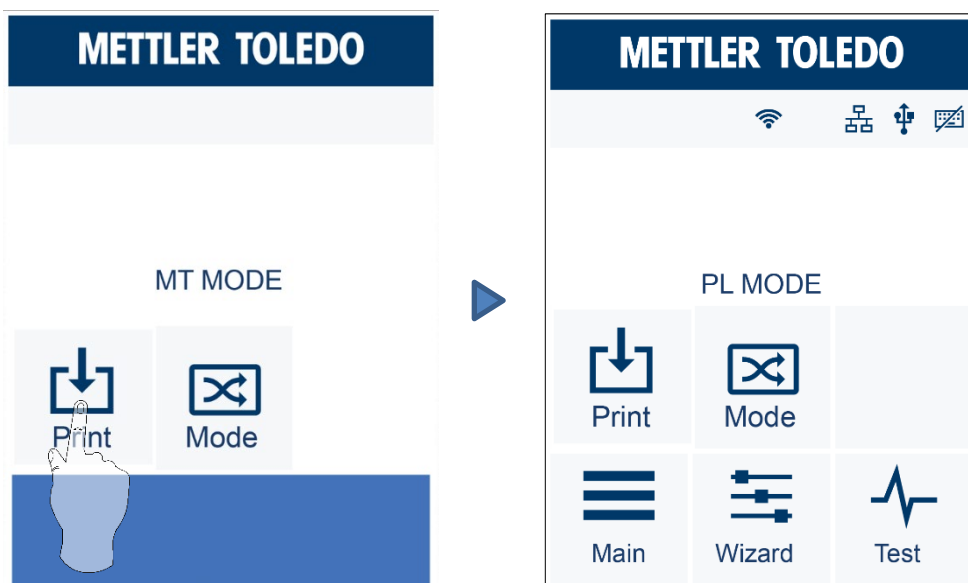 METTLER TOLEDO
MT MODE
Print
Mode
METTLER TOLEDO
PL MODE
Print
Mode
Main
Wizard
Test